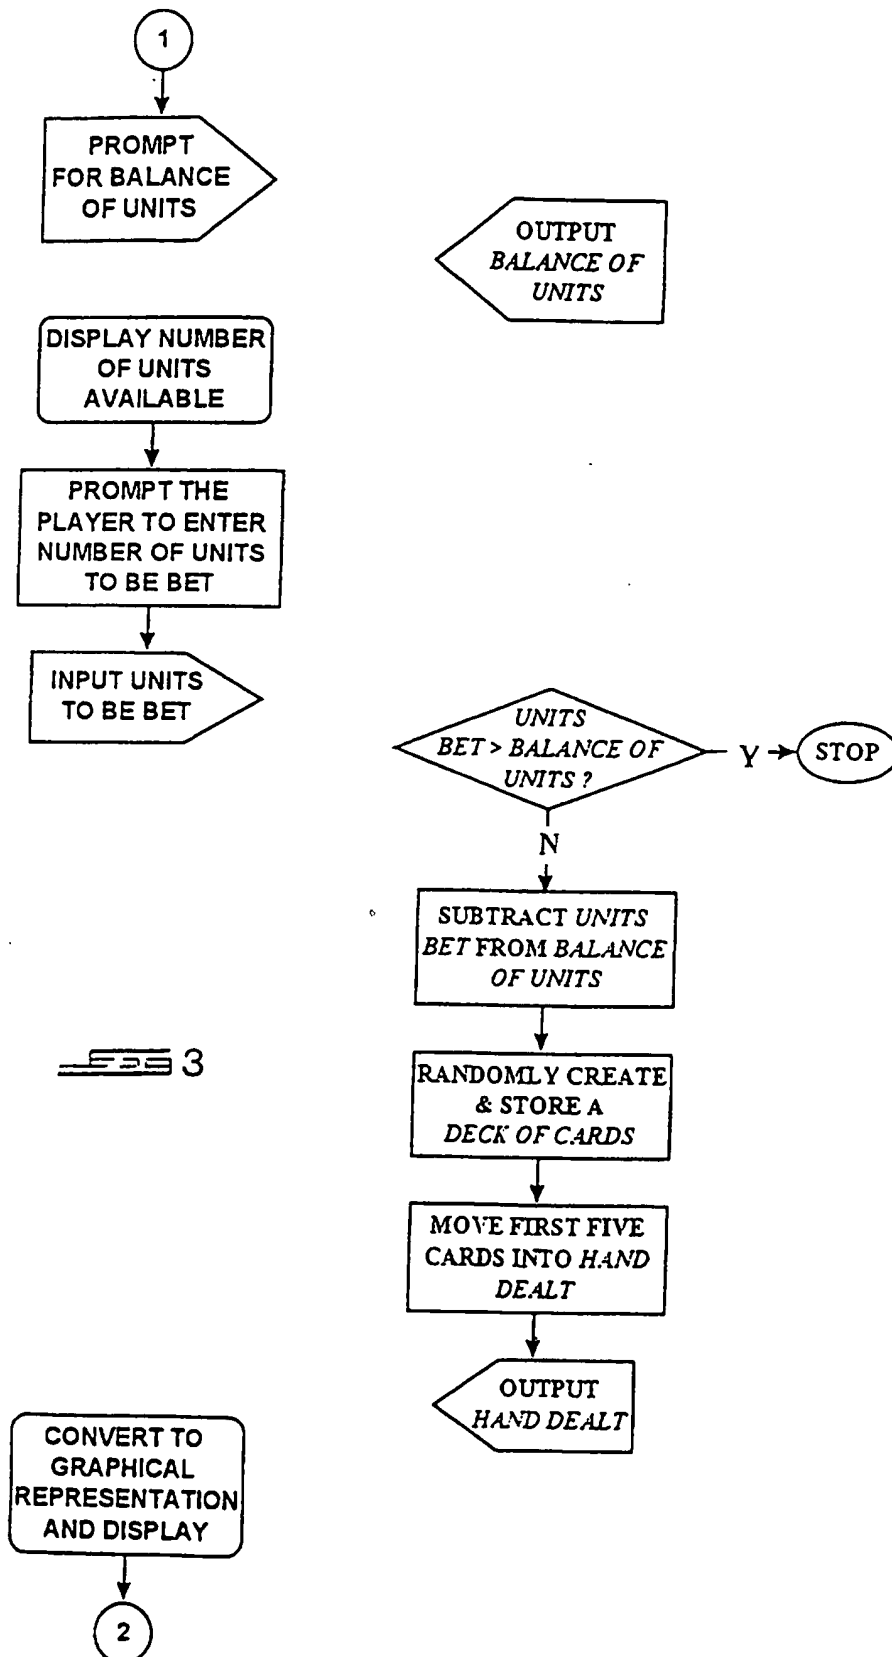 1
PROMPT
FOR BALANCE
OF UNITS
OUTPUT
BALANCE OF
UNITS
DISPLAY NUMBER
OF UNITS
AVAILABLE
PROMPT THE
PLAYER TO ENTER
NUMBER OF UNITS
TO BE BET
INPUT UNITS
TO BE BET
UNITS
BET > BALANCE OF
UNITS ?
Y
STOP
N
SUBTRACT UNITS
BET FROM BALANCE
OF UNITS
3
RANDOMLY CREATE
& STORE A
DECK OF CARDS
MOVE FIRST FIVE
CARDS INTO HAND
DEALT
OUTPUT
HAND DEALT
CONVERT TO
GRAPHICAL
REPRESENTATION
AND DISPLAY
2